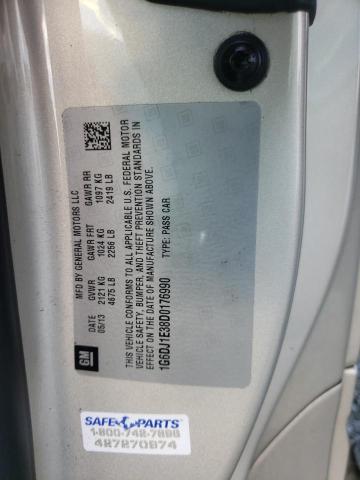 MFD BY GENERAL MOTORS LLC
DATE GVWR GAWR FRT GAWR RR
05/13 2121 KG 1024 KG 1097 KG
4675 LB 2256 LB 2419 LB
THIS VEHICLE CONFORMS TO ALL APPLICABLE U.S. FEDERAL MOTOR
VEHICLE SAFETY, BUMPER, AND THEFT PREVENTION STANDARDS IN
EFFECT ON THE DATE OF MANUFACTURE SHOWN ABOVE.
1G6DJ1E38D0176990 TYPE: PASS CAR
GM
SAFE PARTS
1-800-742-7896
427270874